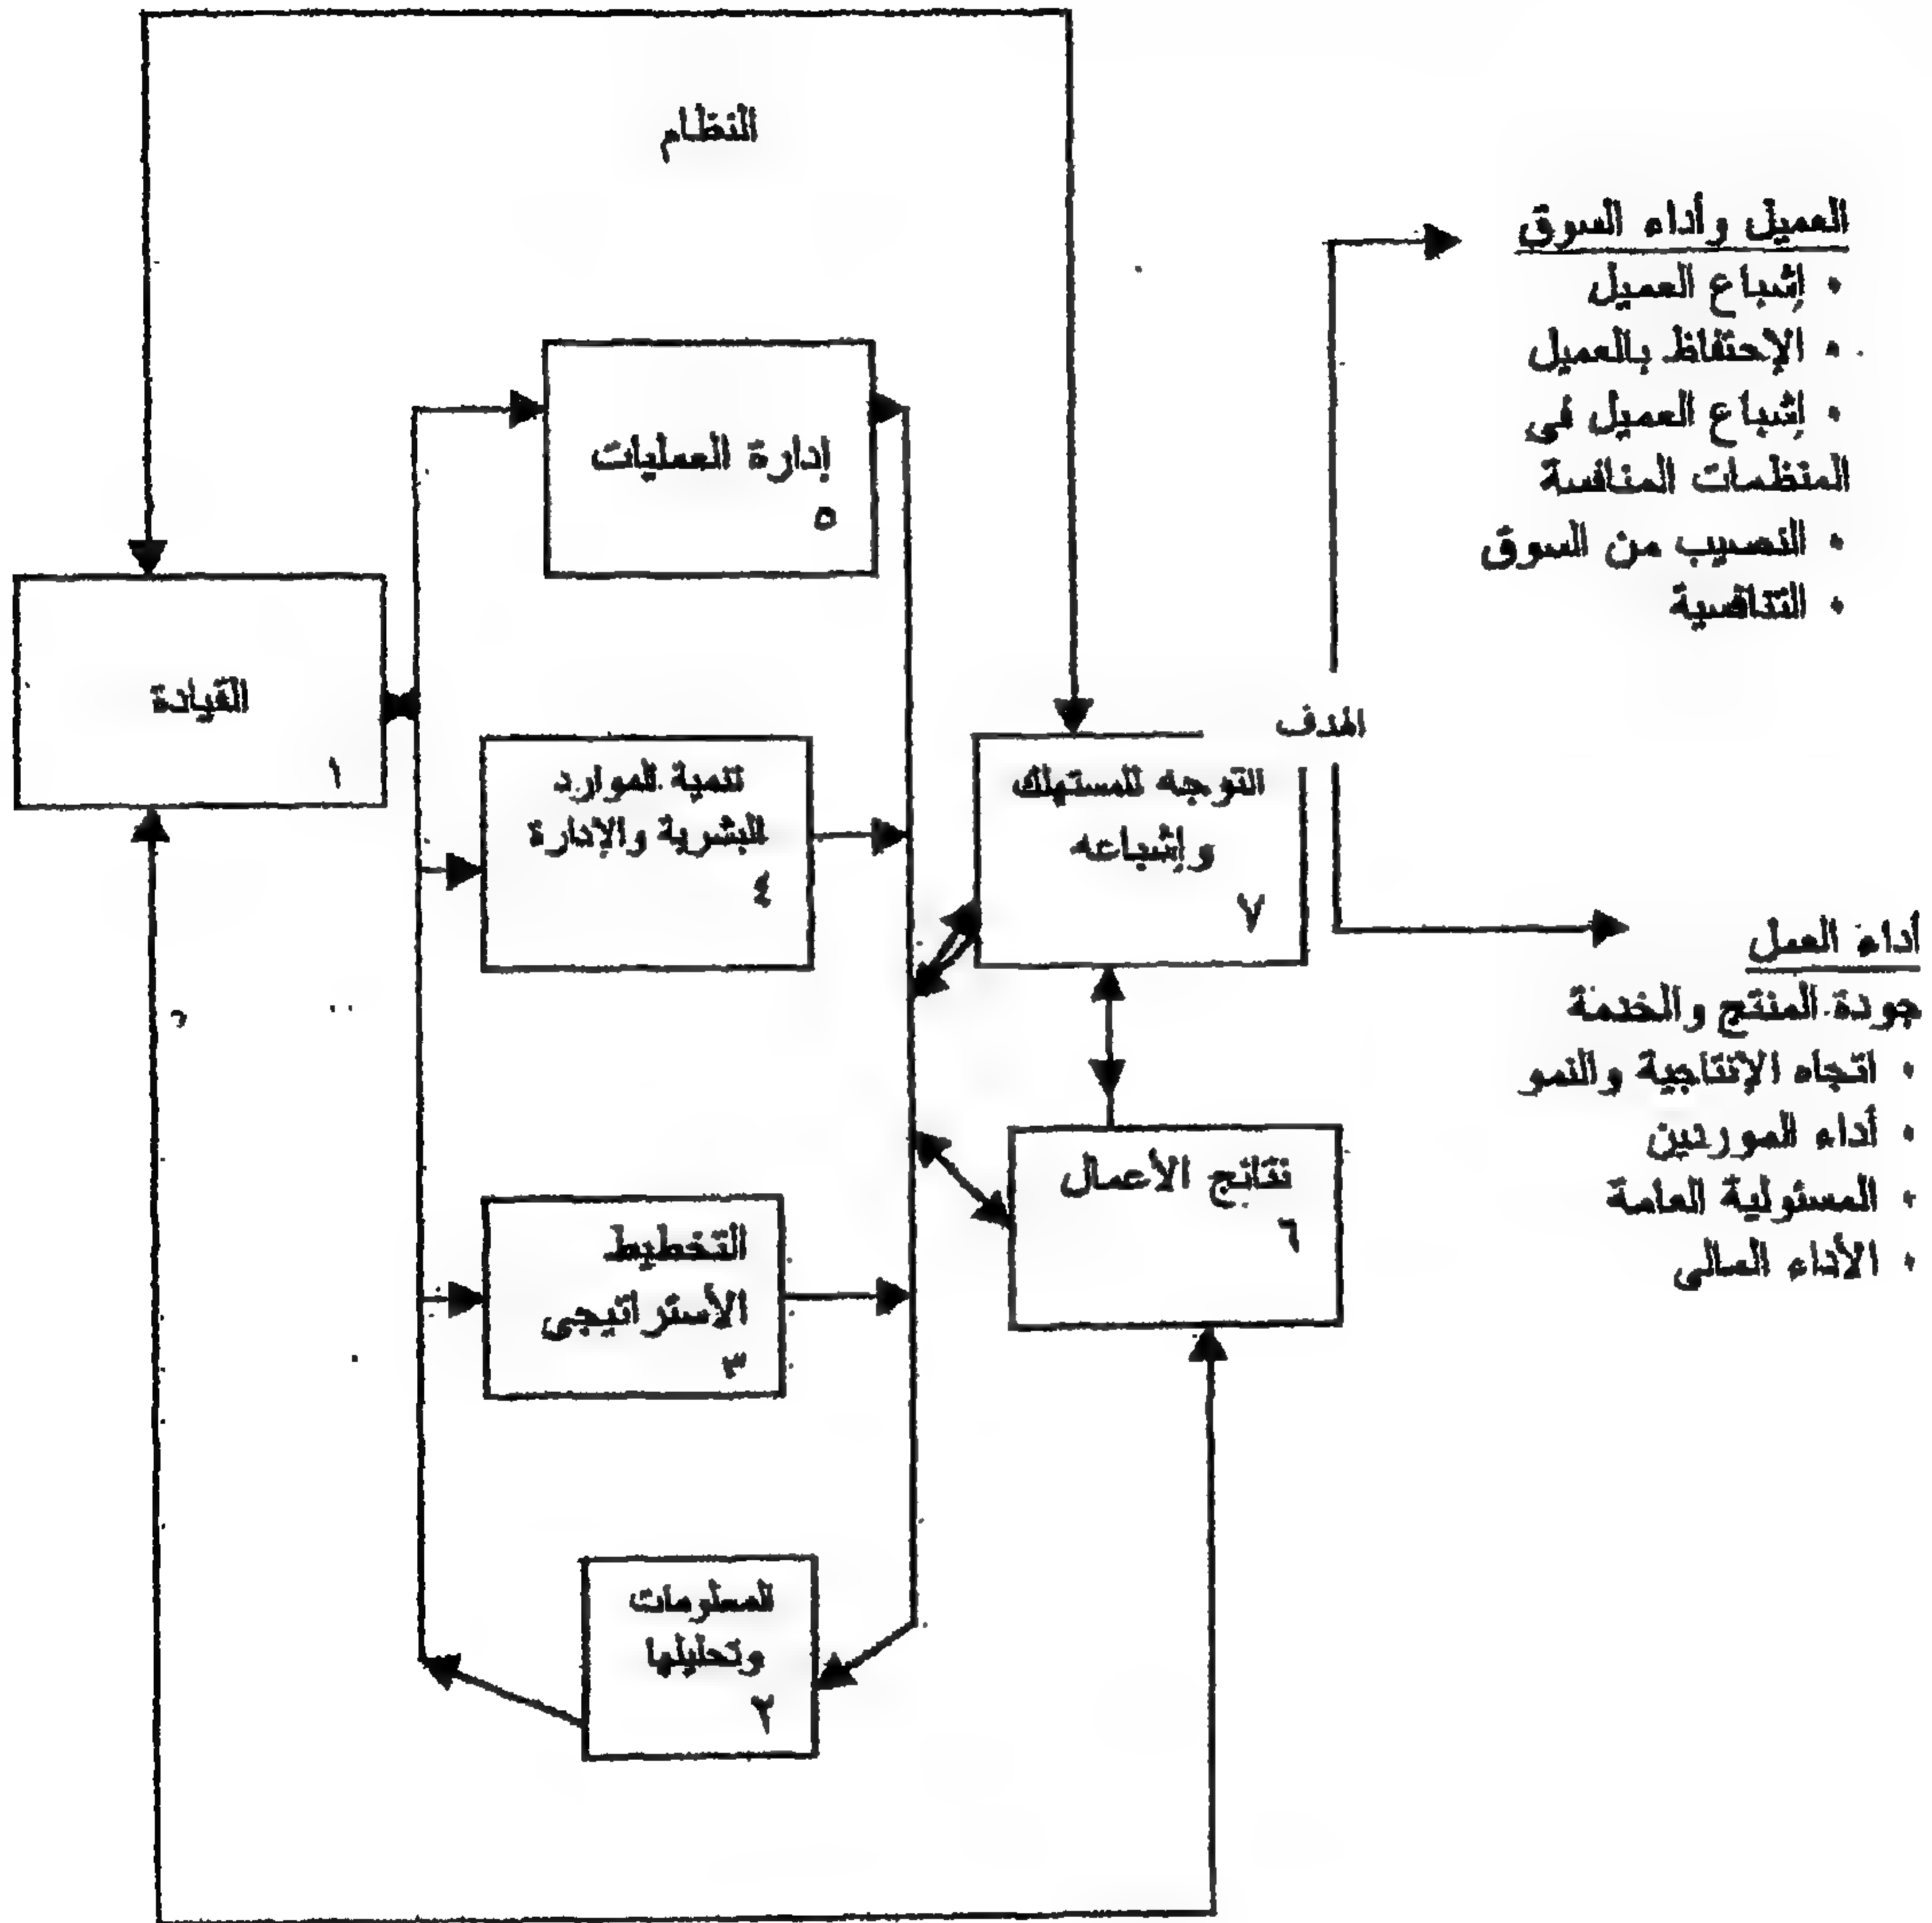 النظام
العميل وأداء السوق
• إشباع العميل
• الإحتفاظ بالعميل
• إشباع العميل فى
المنظمات المنافسة
• النصيب من السوق
• التنافسية
إدارة العمليات
٥
القيادة
١
الهدف
تنمية الموارد
البشرية والإدارة
٤
التوجه للمستهلك
وإشباعه
٧
أداء العمل
جودة المنتج والخدمة
• اتجاه الإنتاجية والنمو
• أداء الموردين
• المسئولية العامة
• الأداء المالى
نتائج الأعمال
٦
التخطيط
الأستراتيجى
٣
المعلومات
وتحليلها
٢